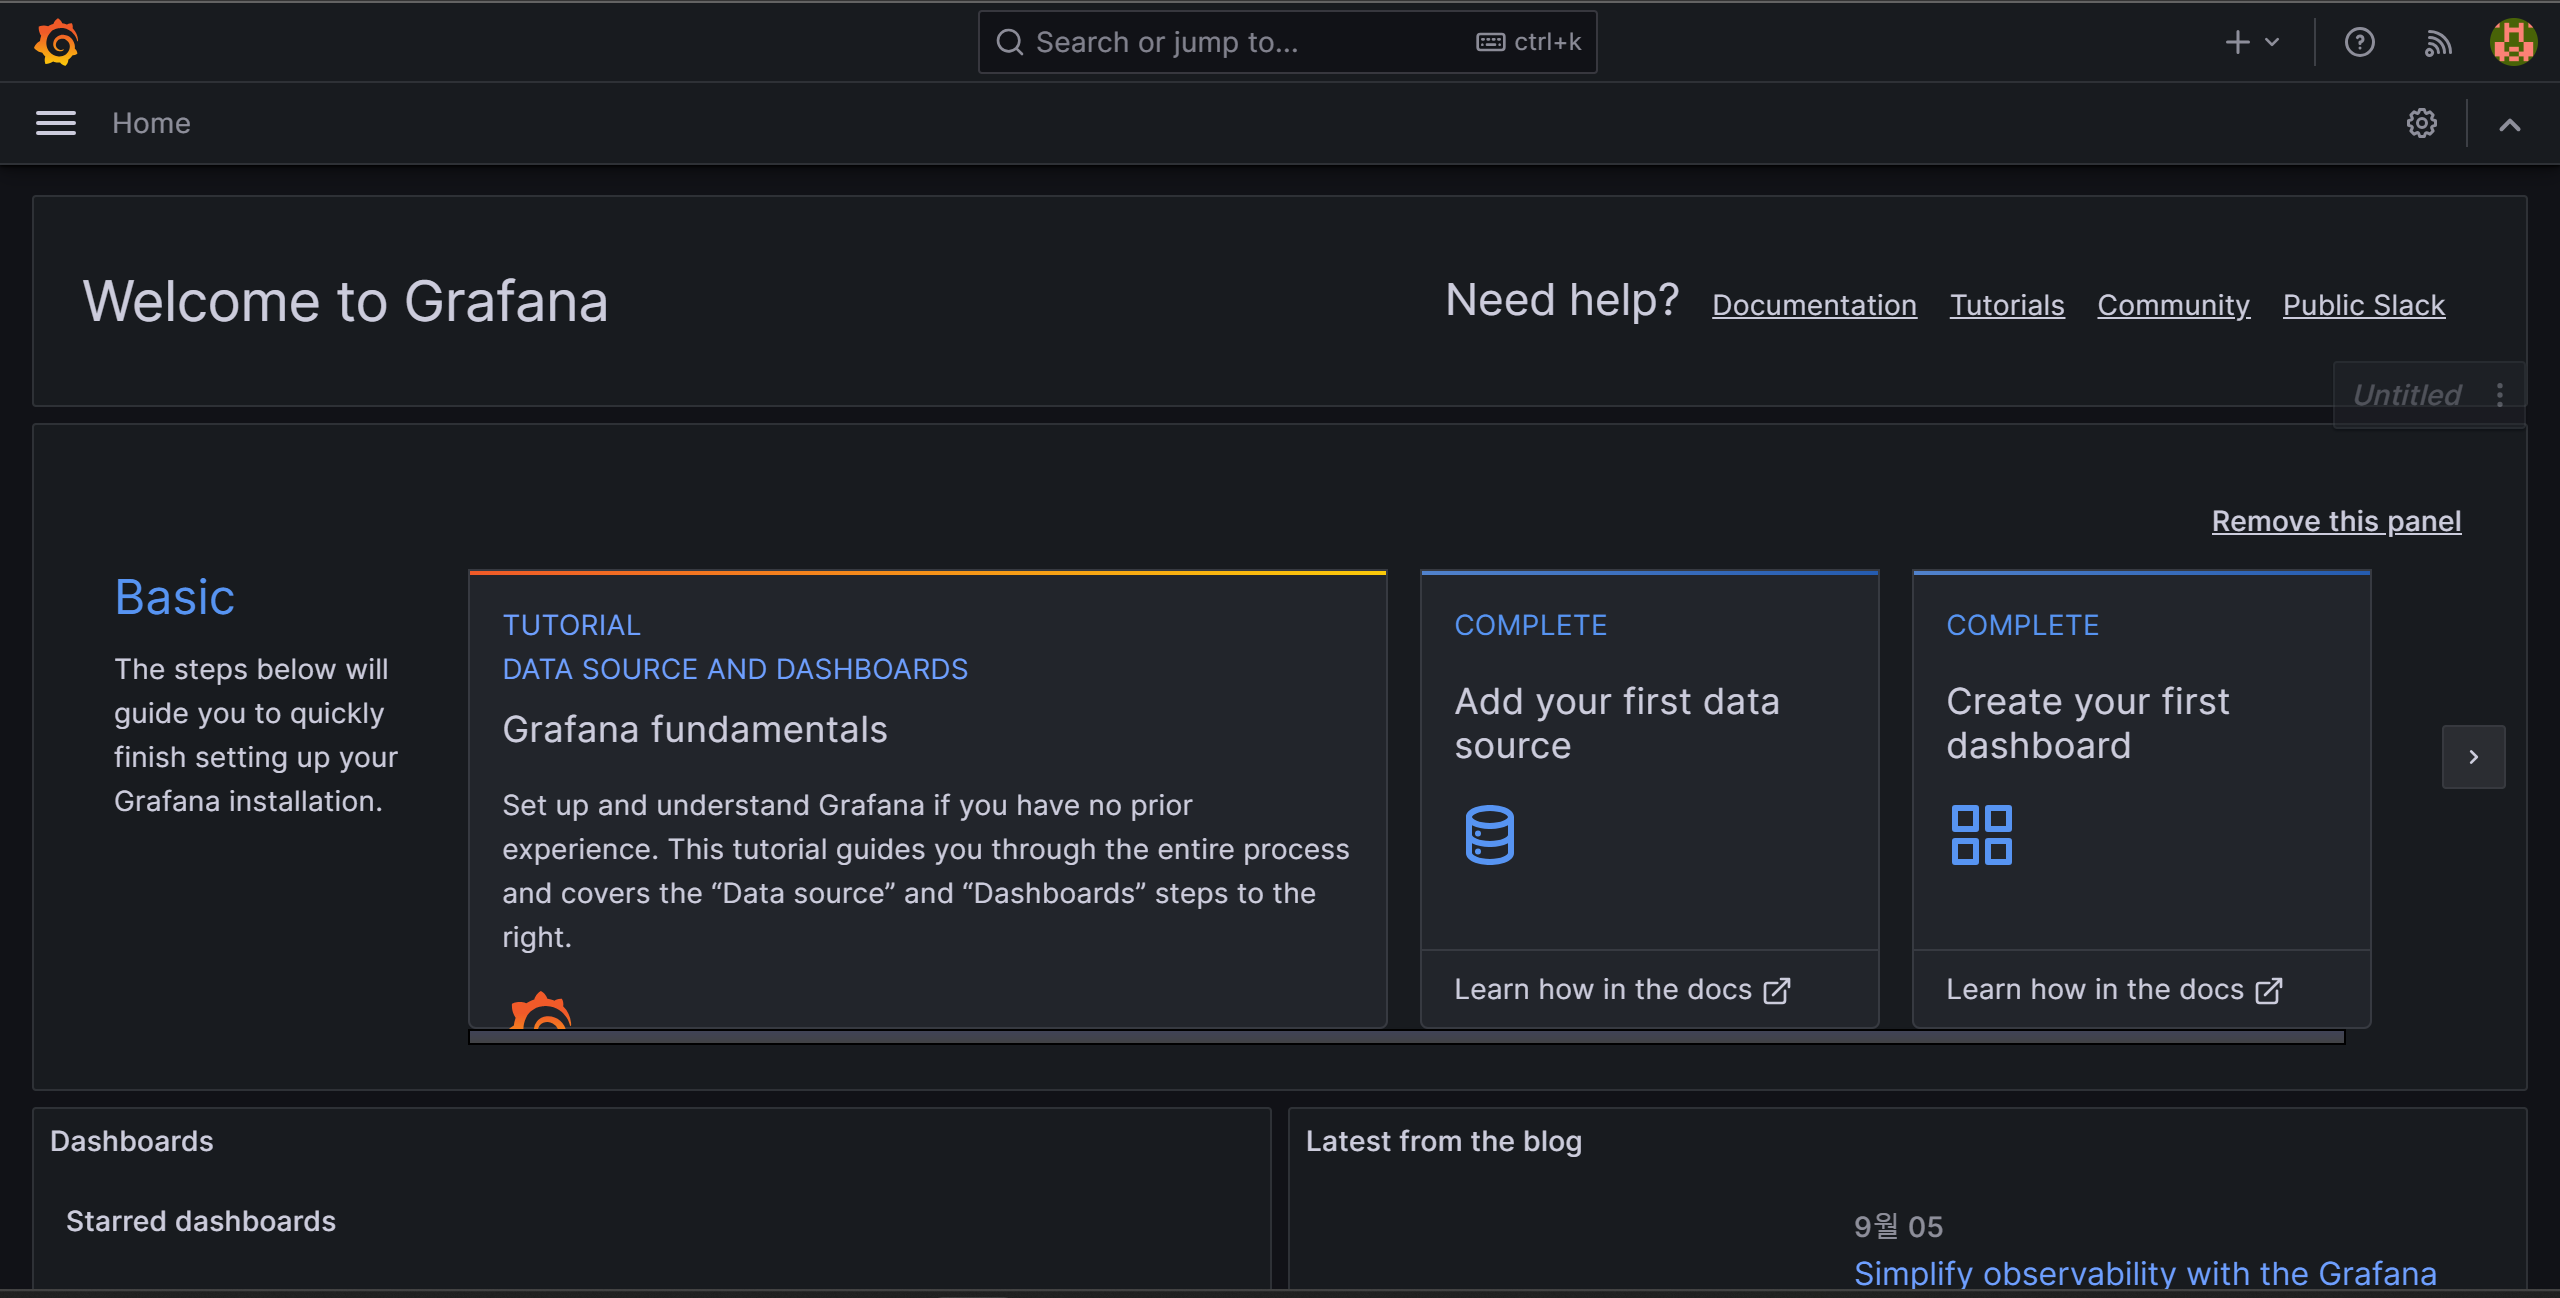 Search or jump to...
ctrl+k
Home
Welcome to Grafana
Need help?
Documentation
Tutorials
Community
Public Slack
Untitled
Remove this panel
Basic
The steps below will
guide you to quickly
finish setting up your
Grafana installation.
TUTORIAL
DATA SOURCE AND DASHBOARDS
Grafana fundamentals
Set up and understand Grafana if you have no prior
experience. This tutorial guides you through the entire process
and covers the “Data source” and “Dashboards” steps to the
right.
COMPLETE
Add your first data
source
Learn how in the docs
COMPLETE
Create your first
dashboard
Learn how in the docs
Dashboards
Starred dashboards
Latest from the blog
9월 05
Simplify observability with the Grafana